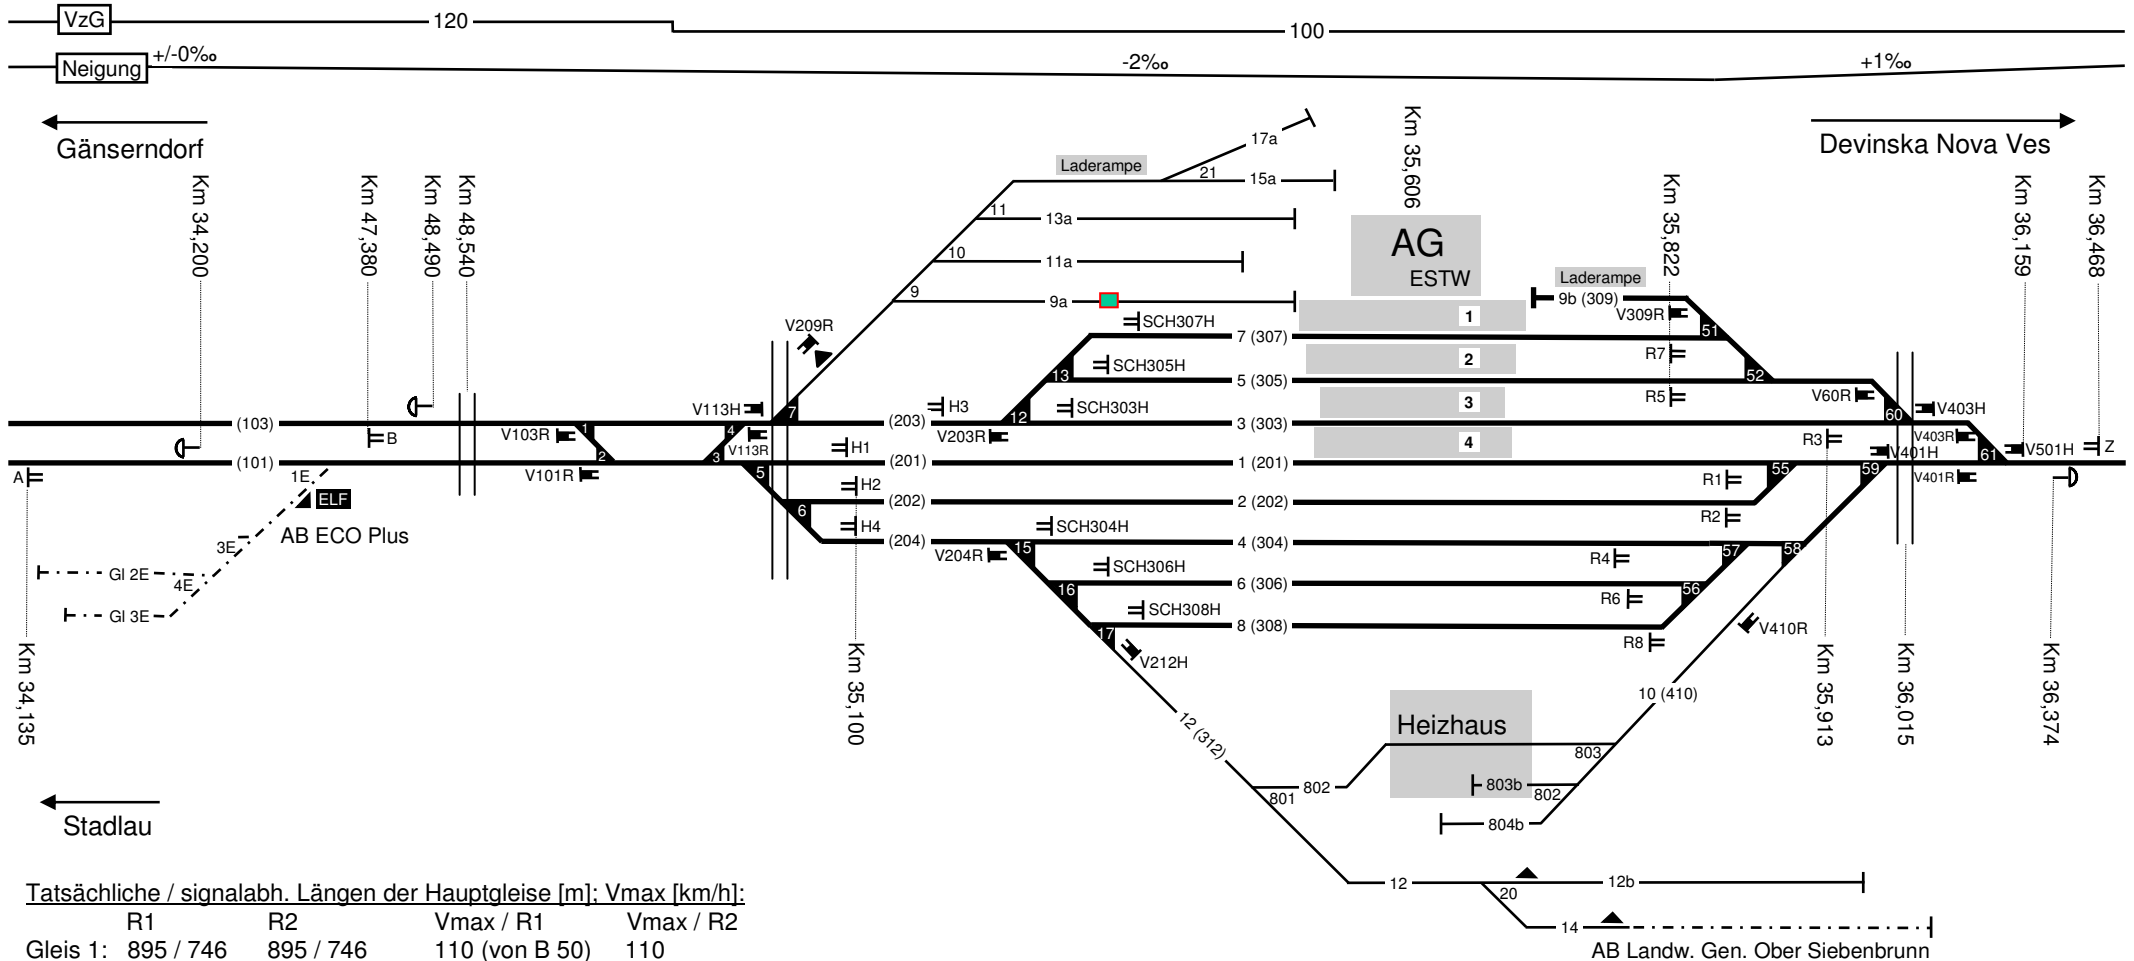 VzG 120 100
Neigung +/-0‰ -2‰ +1‰
Gänserndorf
Devinska Nova Ves
Km 34,200
Km 47,380
Km 48,490
Km 48,540
Km 35,606
Km 35,822
Km 36,159
Km 36,468
17a
Laderampe
21 15a
11 13a
10 11a
9 9a
AG
ESTW
Laderampe
9b (309)
V309R
51
V209R
SCH307H
7 (307)
1
R7
13
SCH305H
5 (305)
2
52
R5
V60R
60
V403H
(103)
B
V103R
1
V113H
4
V113R
7
(203)
H3
V203R
12
SCH303H
3 (303)
3
R3
V403R
61
V501H
Z
4
V401H
A
(101)
1E
2
V101R
3
5
H1
(201)
1 (201)
R1
55
59
V401R
ELF
AB ECO Plus
3E
Gl 2E
4E
Gl 3E
H2
(202)
6
2 (202)
R2
H4
(204)
V204R
15
SCH304H
4 (304)
R4
57
58
SCH306H
16
6 (306)
R6
56
SCH308H
17
8 (308)
R8
V212H
V410R
Km 34,135
Km 35,100
Km 35,913
Km 36,015
Km 36,374
10 (410)
12 (312)
Heizhaus
803
803b
802
804b
802
801
Stadlau
12
20
12b
14
AB Landw. Gen. Ober Siebenbrunn
Tatsächliche / signalabh. Längen der Hauptgleise [m]; Vmax [km/h]:
R1 R2 Vmax / R1 Vmax / R2
Gleis 1: 895 / 746 895 / 746 110 (von B 50) 110